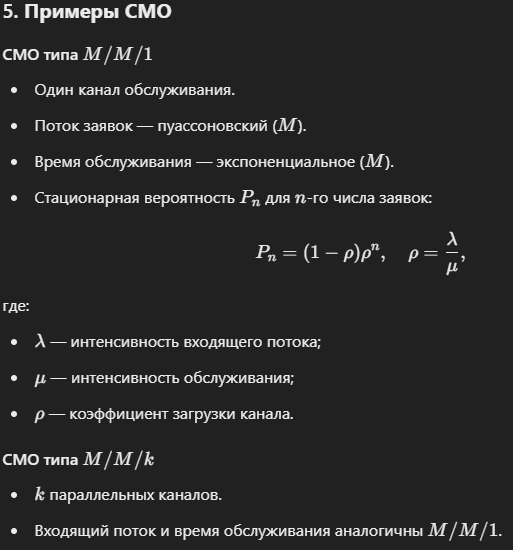 5. Примеры СМО
СМО типа M/M/1
• Один канал обслуживания.
• Поток заявок — пуассоновский (M).
• Время обслуживания — экспоненциальное (M).
• Стационарная вероятность Pₙ для n-го числа заявок:
Pₙ = (1 − ρ)ρⁿ, ρ = λ/μ,
где:
• λ — интенсивность входящего потока;
• μ — интенсивность обслуживания;
• ρ — коэффициент загрузки канала.
СМО типа M/M/k
• k параллельных каналов.
• Входящий поток и время обслуживания аналогичны M/M/1.